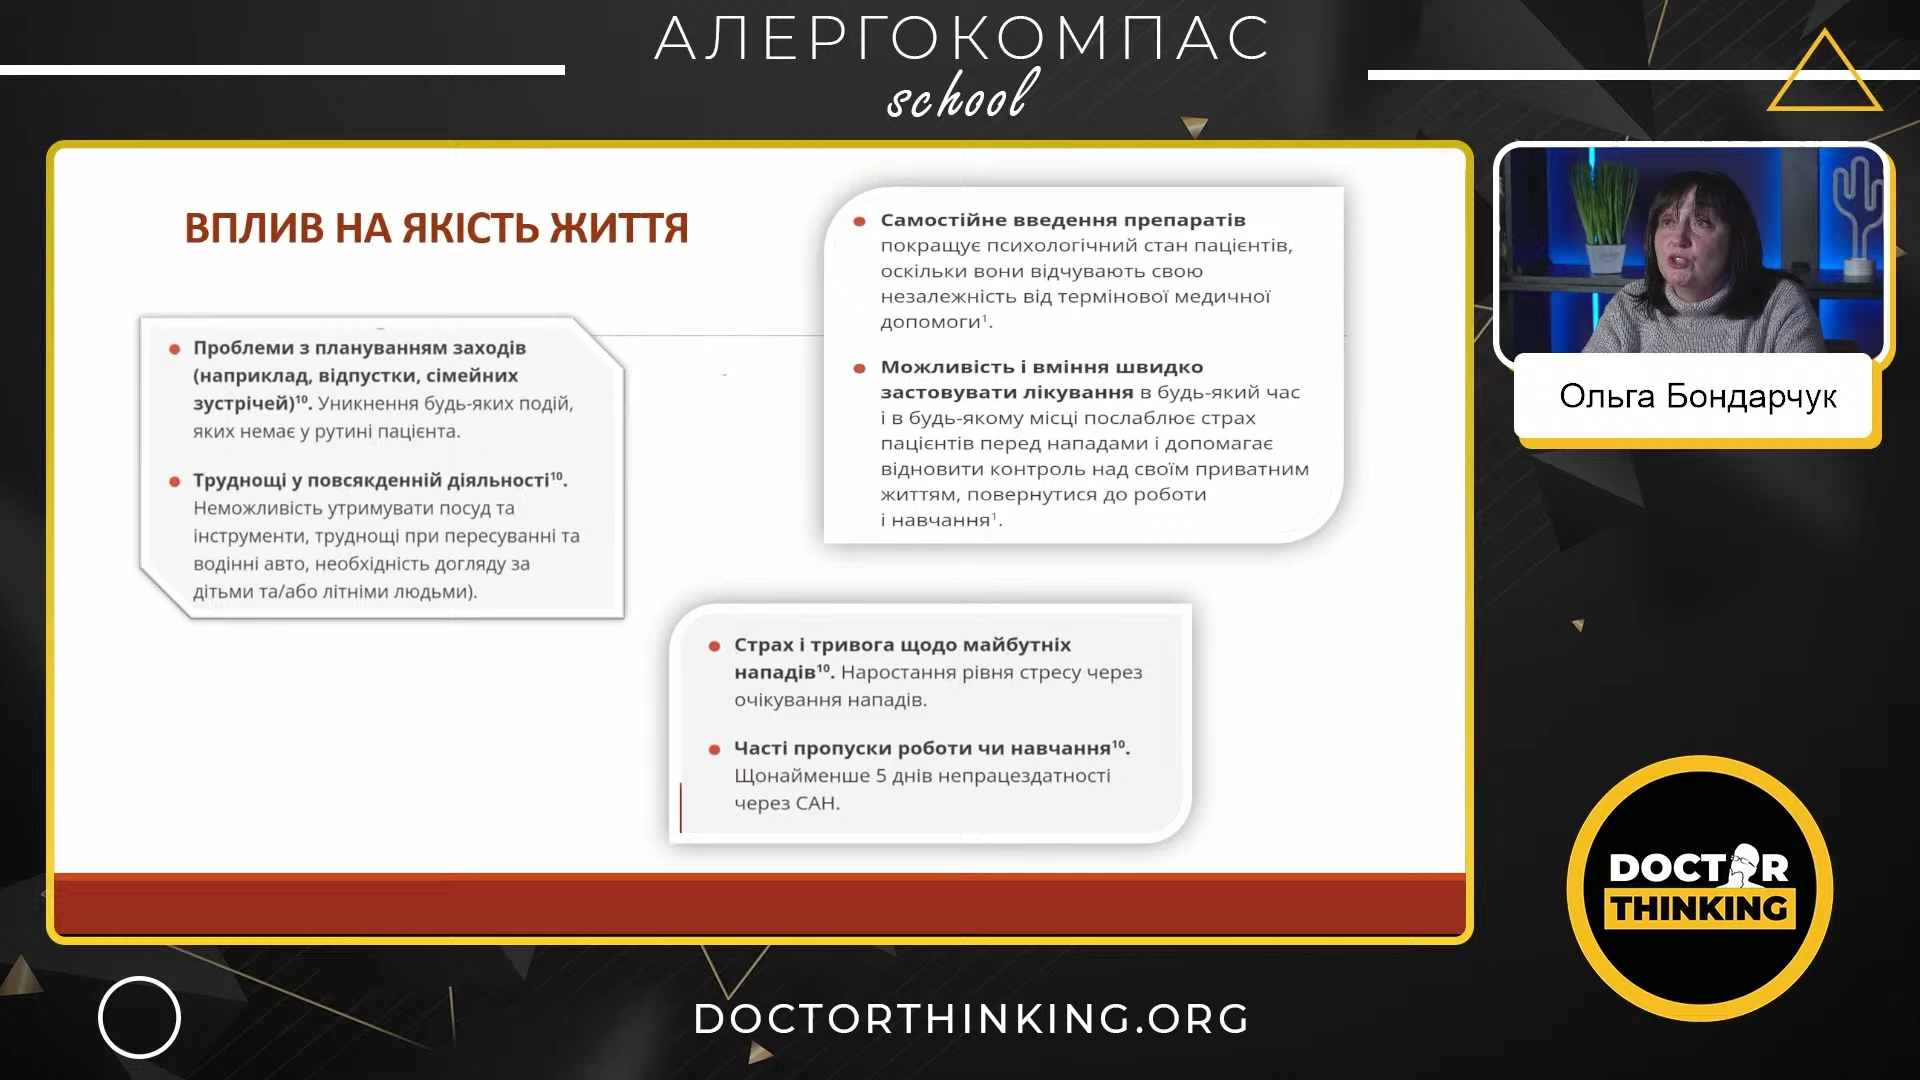 АЛЕРГОКОМПАС
school
ВПЛИВ НА ЯКІСТЬ ЖИТТЯ
Проблеми з плануванням заходів
(наприклад, відпустки, сімейних
зустрічей)¹⁰. Уникнення будь-яких подій,
яких немає у рутині пацієнта.
Труднощі у повсякденній діяльності¹⁰.
Неможливість утримувати посуд та
інструменти, труднощі при пересуванні та
водінні авто, необхідність догляду за
дітьми та/або літніми людьми).
Самостійне введення препаратів
покращує психологічний стан пацієнтів,
оскільки вони відчувають свою
незалежність від термінової медичної
допомоги¹.
Можливість і вміння швидко
застовувати лікування в будь-який час
і в будь-якому місці послаблює страх
пацієнтів перед нападами і допомагає
відновити контроль над своїм приватним
життям, повернутися до роботи
і навчання¹.
Страх і тривога щодо майбутніх
нападів¹⁰. Наростання рівня стресу через
очікування нападів.
Часті пропуски роботи чи навчання¹⁰.
Щонайменше 5 днів непрацездатності
через САН.
Ольга Бондарчук
DOCTOR
THINKING
DOCTORTHINKING.ORG